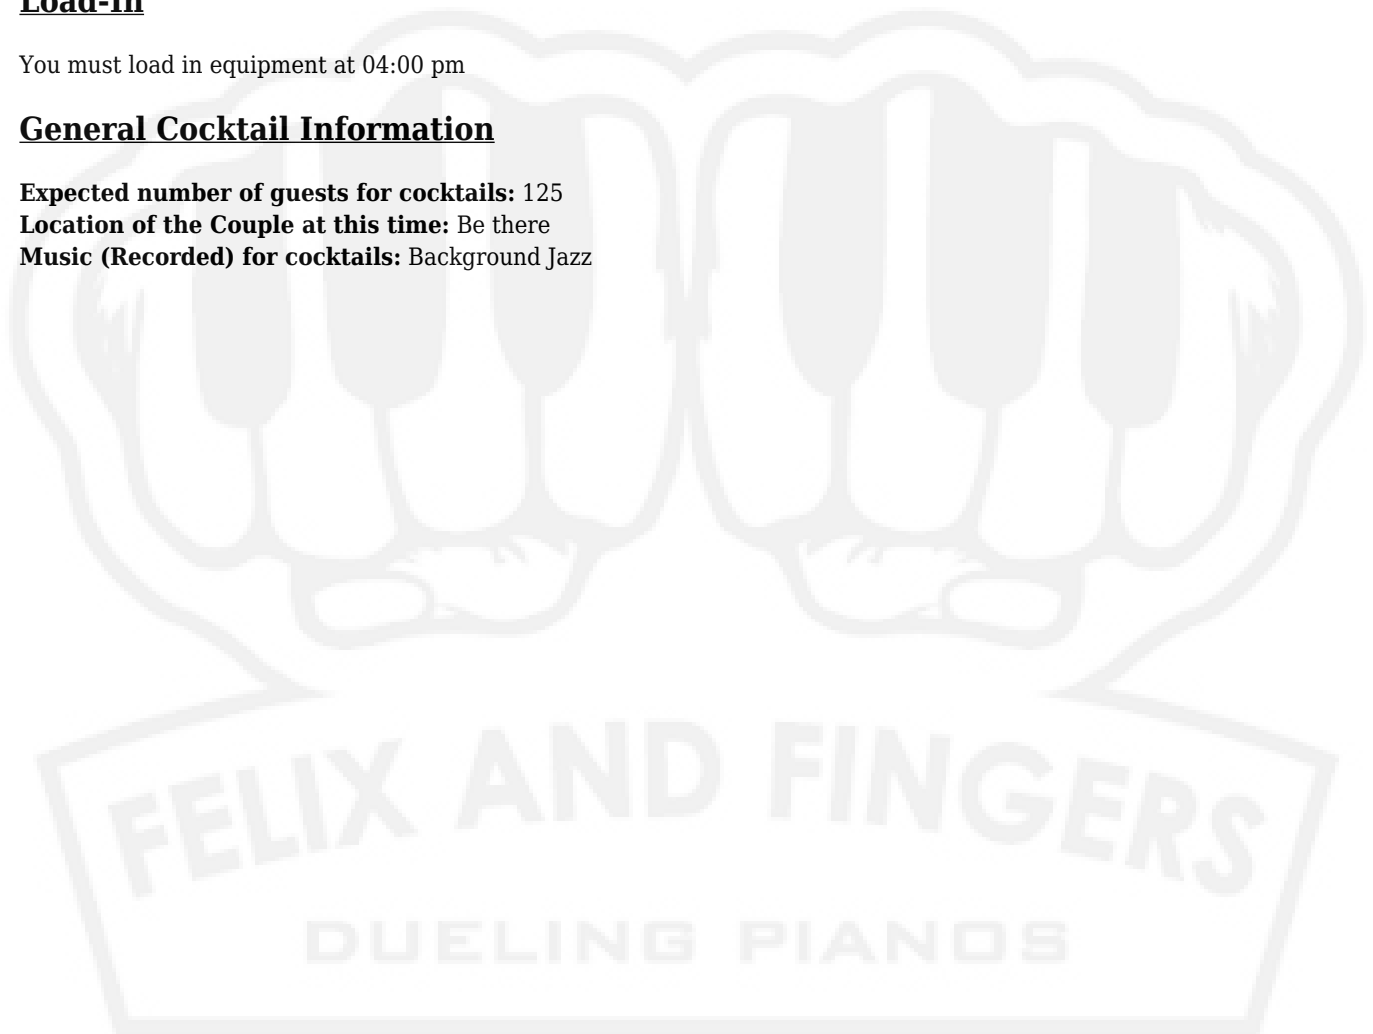 Load-In
You must load in equipment at 04:00 pm
General Cocktail Information
Expected number of guests for cocktails: 125
Location of the Couple at this time: Be there
Music (Recorded) for cocktails: Background Jazz
FELIX AND FINGERS
DUELING PIANOS